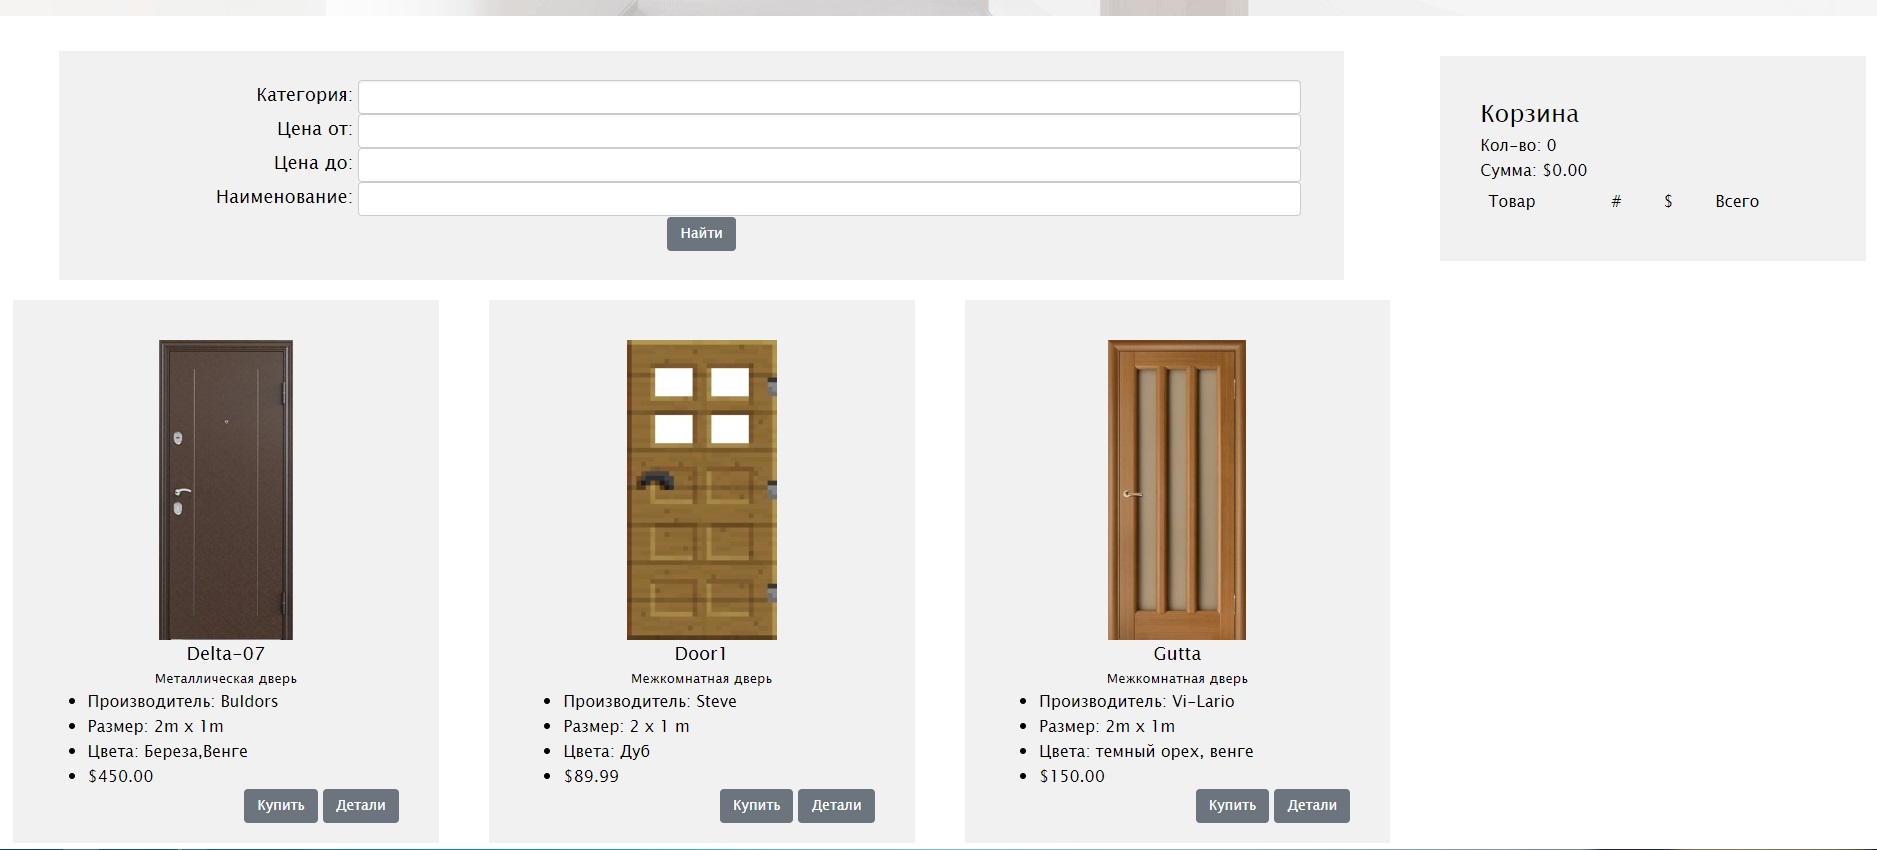 Категория:
Цена от:
Цена до:
Наименование:
Найти
Корзина
Кол-во: 0
Сумма: $0.00
Товар # $ Всего
Delta-07
Металлическая дверь
Производитель: Buldors
Размер: 2m x 1m
Цвета: Береза,Венге
$450.00
Купить Детали
Door1
Межкомнатная дверь
Производитель: Steve
Размер: 2 x 1 m
Цвета: Дуб
$89.99
Купить Детали
Gutta
Межкомнатная дверь
Производитель: Vi-Lario
Размер: 2m x 1m
Цвета: темный орех, венге
$150.00
Купить Детали